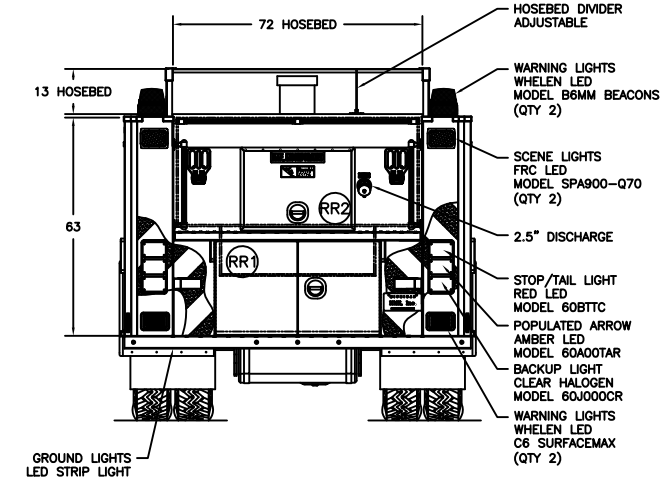 HOSEBED DIVIDER
ADJUSTABLE
72 HOSEBED
WARNING LIGHTS
WHELEN LED
MODEL B6MM BEACONS
(QTY 2)
13 HOSEBED
SCENE LIGHTS
FRC LED
MODEL SPA900-Q70
(QTY 2)
63
RR2
2.5" DISCHARGE
RR1
STOP/TAIL LIGHT
RED LED
MODEL 60BTTC
POPULATED ARROW
AMBER LED
MODEL 60A00TAR
BACKUP LIGHT
CLEAR HALOGEN
MODEL 60J000CR
WARNING LIGHTS
WHELEN LED
C6 SURFACEMAX
(QTY 2)
GROUND LIGHTS
LED STRIP LIGHT